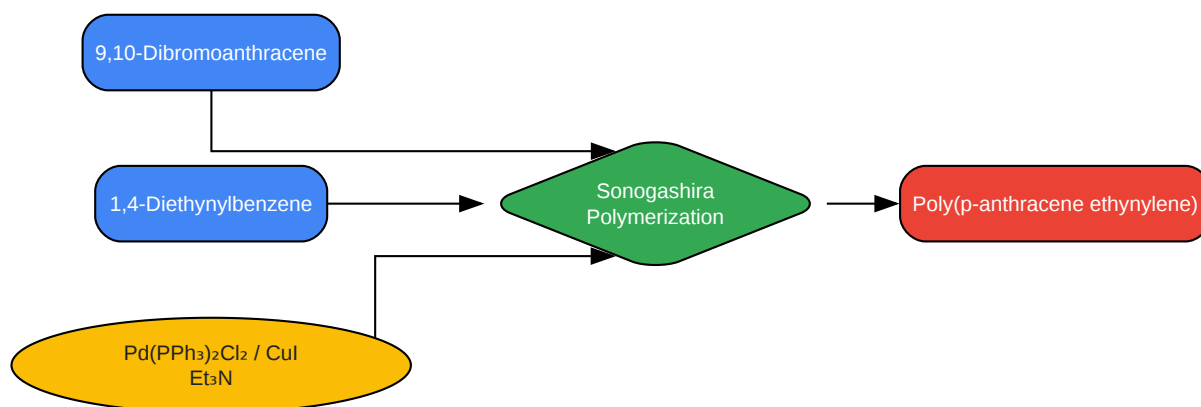 9,10-Dibromoanthracene
1,4-Diethynylbenzene
Sonogashira
Polymerization
Poly(p-anthracene ethynylene)
Pd(PPh₃)₂Cl₂ / CuI
Et₃N